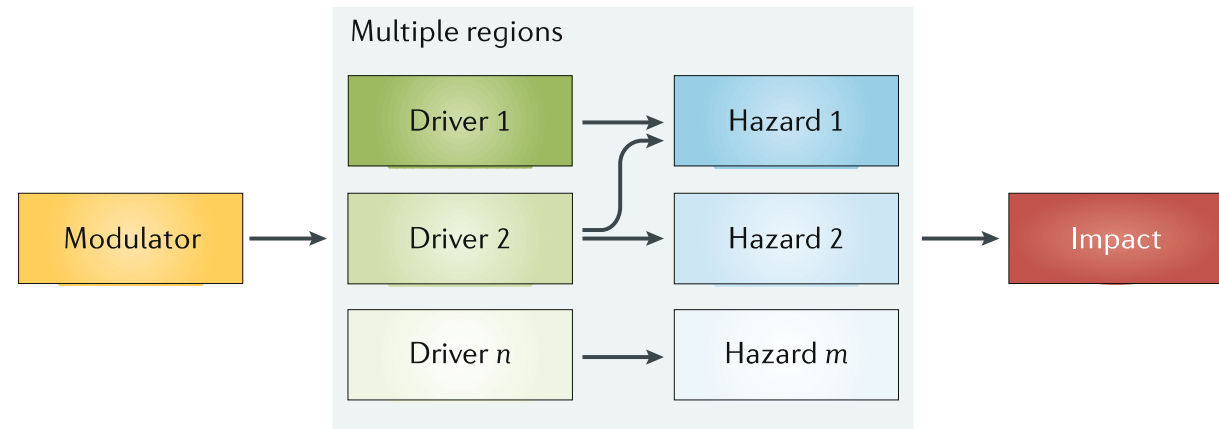 Multiple regions
Driver 1
Hazard 1
Modulator
Driver 2
Hazard 2
Impact
Driver n
Hazard m